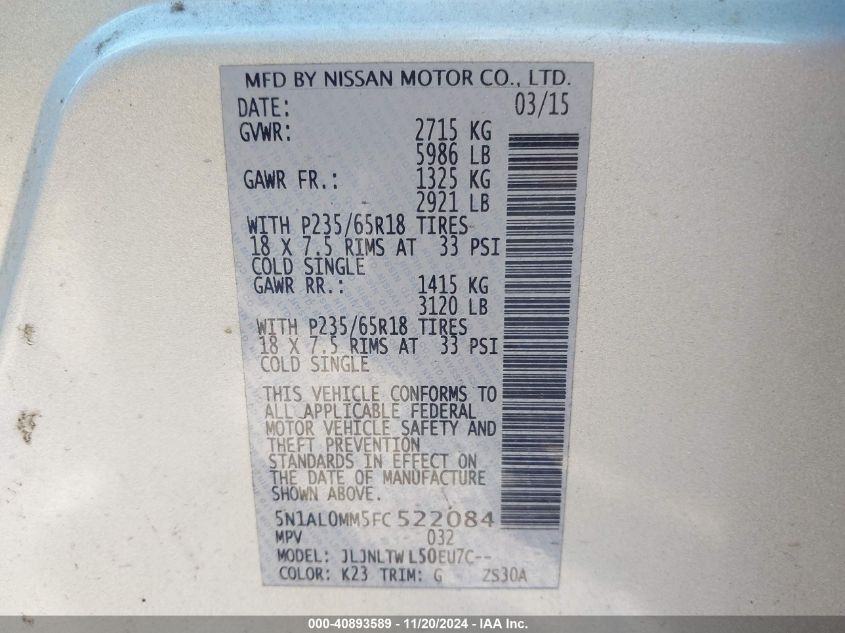 MFD BY NISSAN MOTOR CO., LTD.
DATE: 03/15
GVWR: 2715 KG
5986 LB
GAWR FR.: 1325 KG
2921 LB
WITH P235/65R18 TIRES
18 X 7.5 RIMS AT 33 PSI
COLD SINGLE
GAWR RR.: 1415 KG
3120 LB
WITH P235/65R18 TIRES
18 X 7.5 RIMS AT 33 PSI
COLD SINGLE
THIS VEHICLE CONFORMS TO
ALL APPLICABLE FEDERAL
MOTOR VEHICLE SAFETY AND
THEFT PREVENTION
STANDARDS IN EFFECT ON
THE DATE OF MANUFACTURE
SHOWN ABOVE.
5N1AL0MM5FC522084
MPV 032
MODEL: JLJNLTWL50EU7C--
COLOR: K23 TRIM: G ZS30A
000-40893589 - 11/20/2024 - IAA Inc.